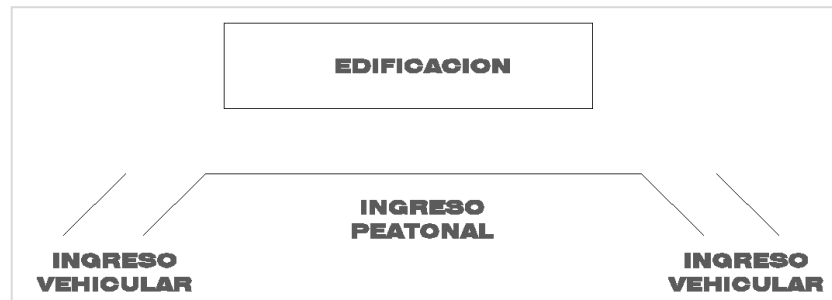 EDIFICACION
INGRESO
PEATONAL
INGRESO
VEHICULAR
INGRESO
VEHICULAR